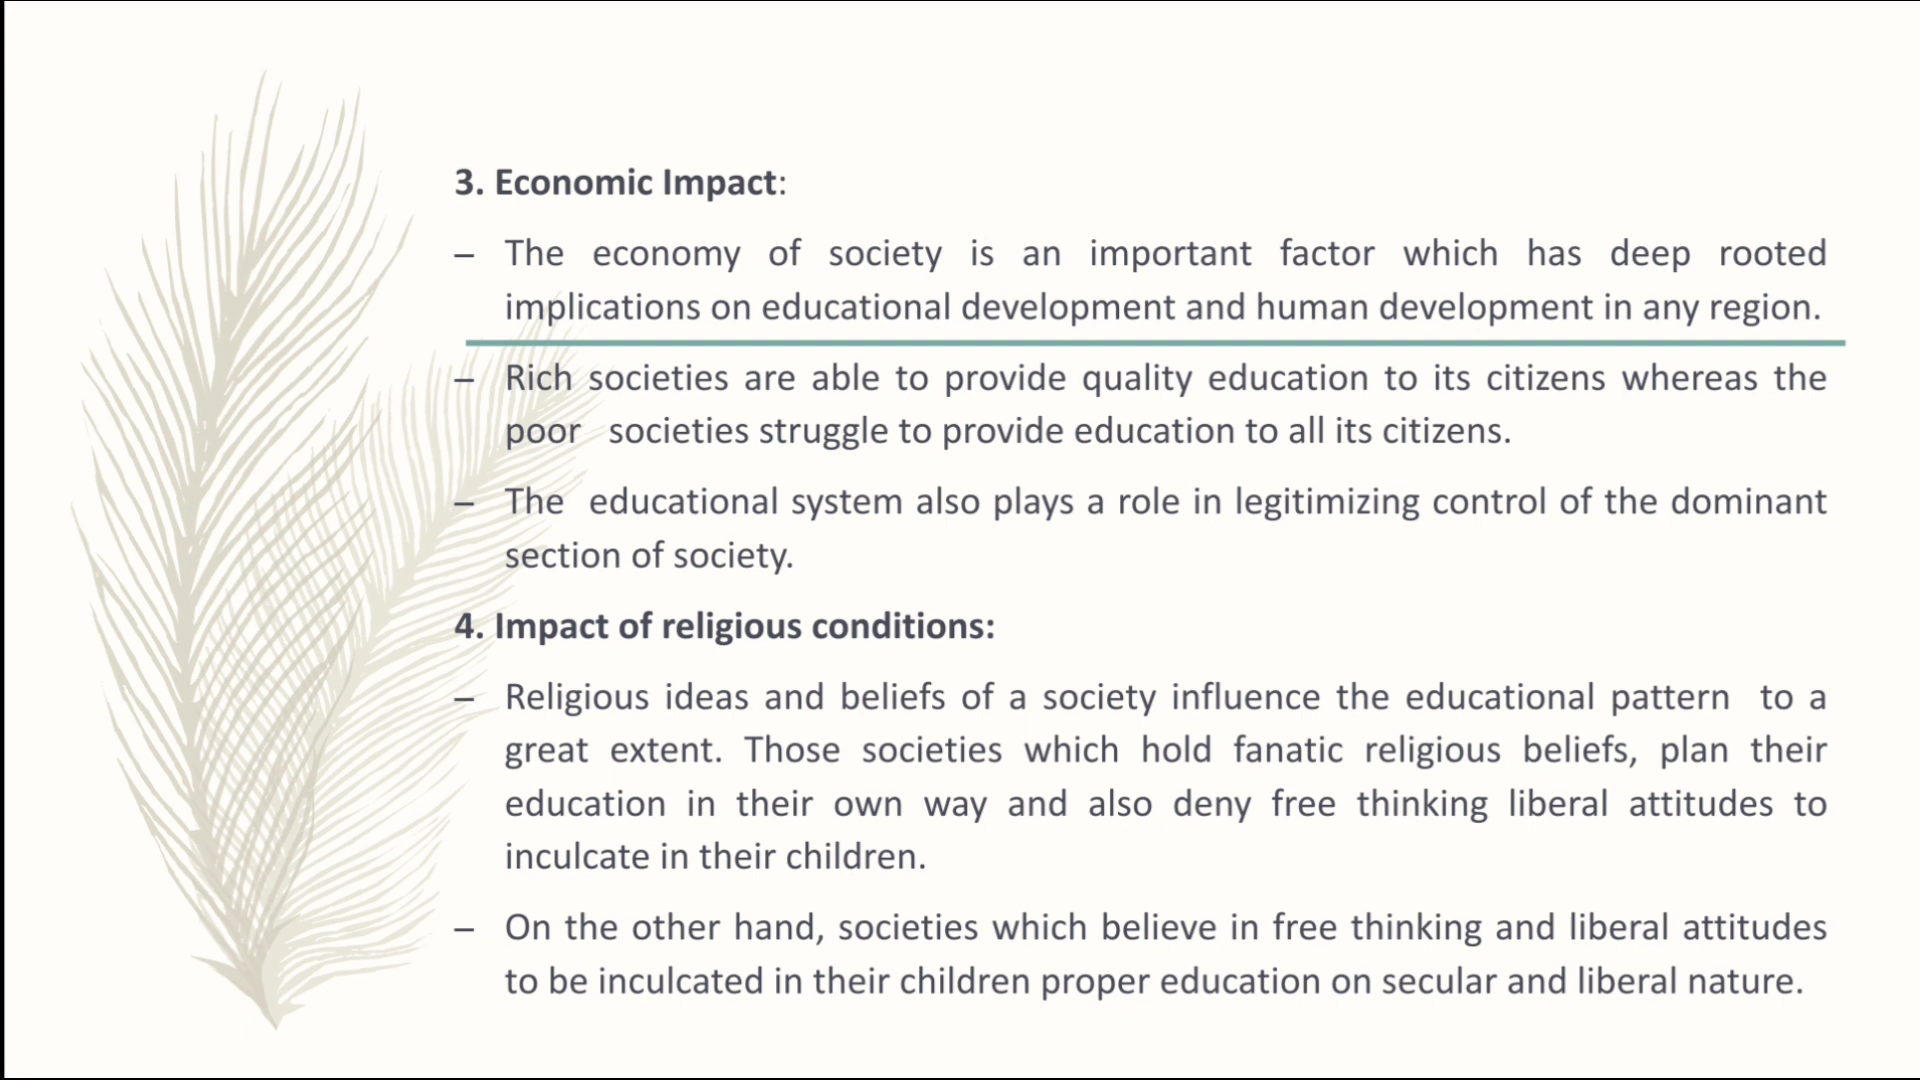 3. Economic Impact:
– The economy of society is an important factor which has deep rooted
implications on educational development and human development in any region.
– Rich societies are able to provide quality education to its citizens whereas the
poor societies struggle to provide education to all its citizens.
– The educational system also plays a role in legitimizing control of the dominant
section of society.
4. Impact of religious conditions:
– Religious ideas and beliefs of a society influence the educational pattern to a
great extent. Those societies which hold fanatic religious beliefs, plan their
education in their own way and also deny free thinking liberal attitudes to
inculcate in their children.
– On the other hand, societies which believe in free thinking and liberal attitudes
to be inculcated in their children proper education on secular and liberal nature.